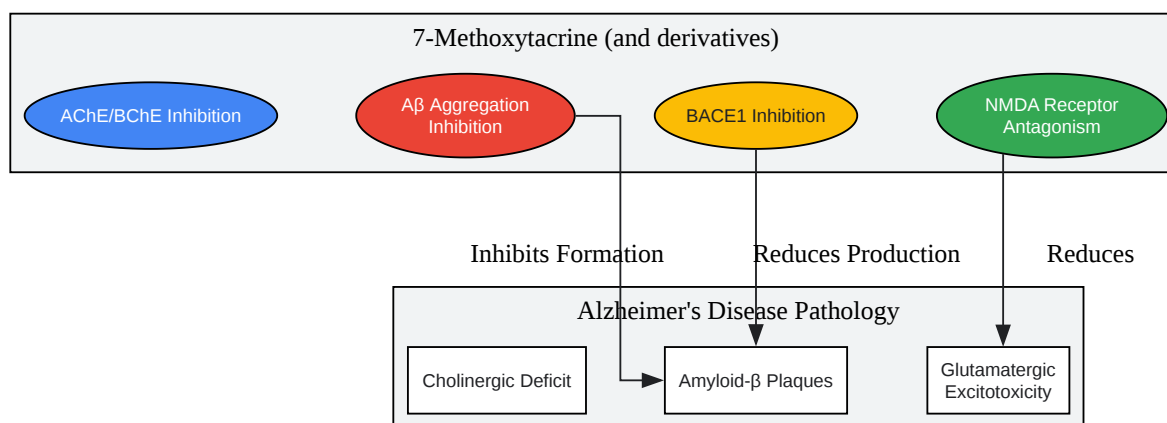 7-Methoxytacrine (and derivatives)
AChE/BChE Inhibition
Aβ Aggregation
Inhibition
BACE1 Inhibition
NMDA Receptor
Antagonism
Inhibits Formation
Reduces Production
Reduces
Alzheimer's Disease Pathology
Cholinergic Deficit
Amyloid-β Plaques
Glutamatergic
Excitotoxicity